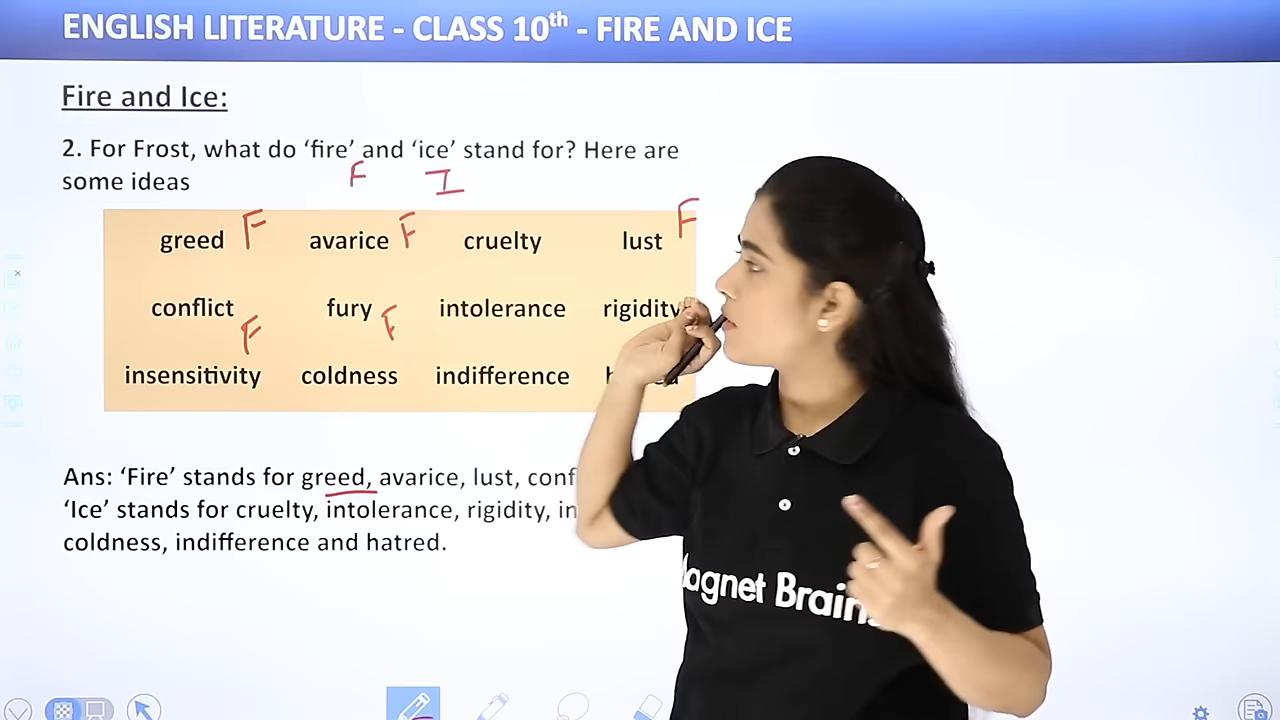 ENGLISH LITERATURE - CLASS 10th - FIRE AND ICE
Fire and Ice:
2. For Frost, what do ‘fire’ and ‘ice’ stand for? Here are
some ideas
F I
greed F avarice F cruelty lust F
conflict F fury F intolerance rigidity
insensitivity coldness indifference
Ans: ‘Fire’ stands for greed, avarice, lust,
‘Ice’ stands for cruelty, intolerance, rigidity,
coldness, indifference and hatred.
agnet Brain